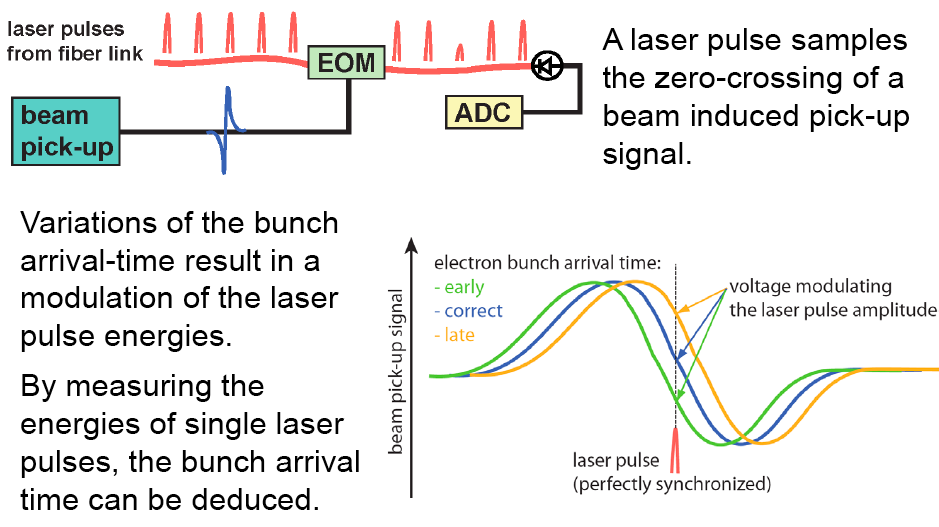 laser pulses
from fiber link
EOM
beam
pick-up
ADC
A laser pulse samples
the zero-crossing of a
beam induced pick-up
signal.
Variations of the bunch
arrival-time result in a
modulation of the laser
pulse energies.
By measuring the
energies of single laser
pulses, the bunch arrival
time can be deduced.
beam pick-up signal
electron bunch arrival time:
- early
- correct
- late
voltage modulating
the laser pulse amplitude
laser pulse
(perfectly synchronized)